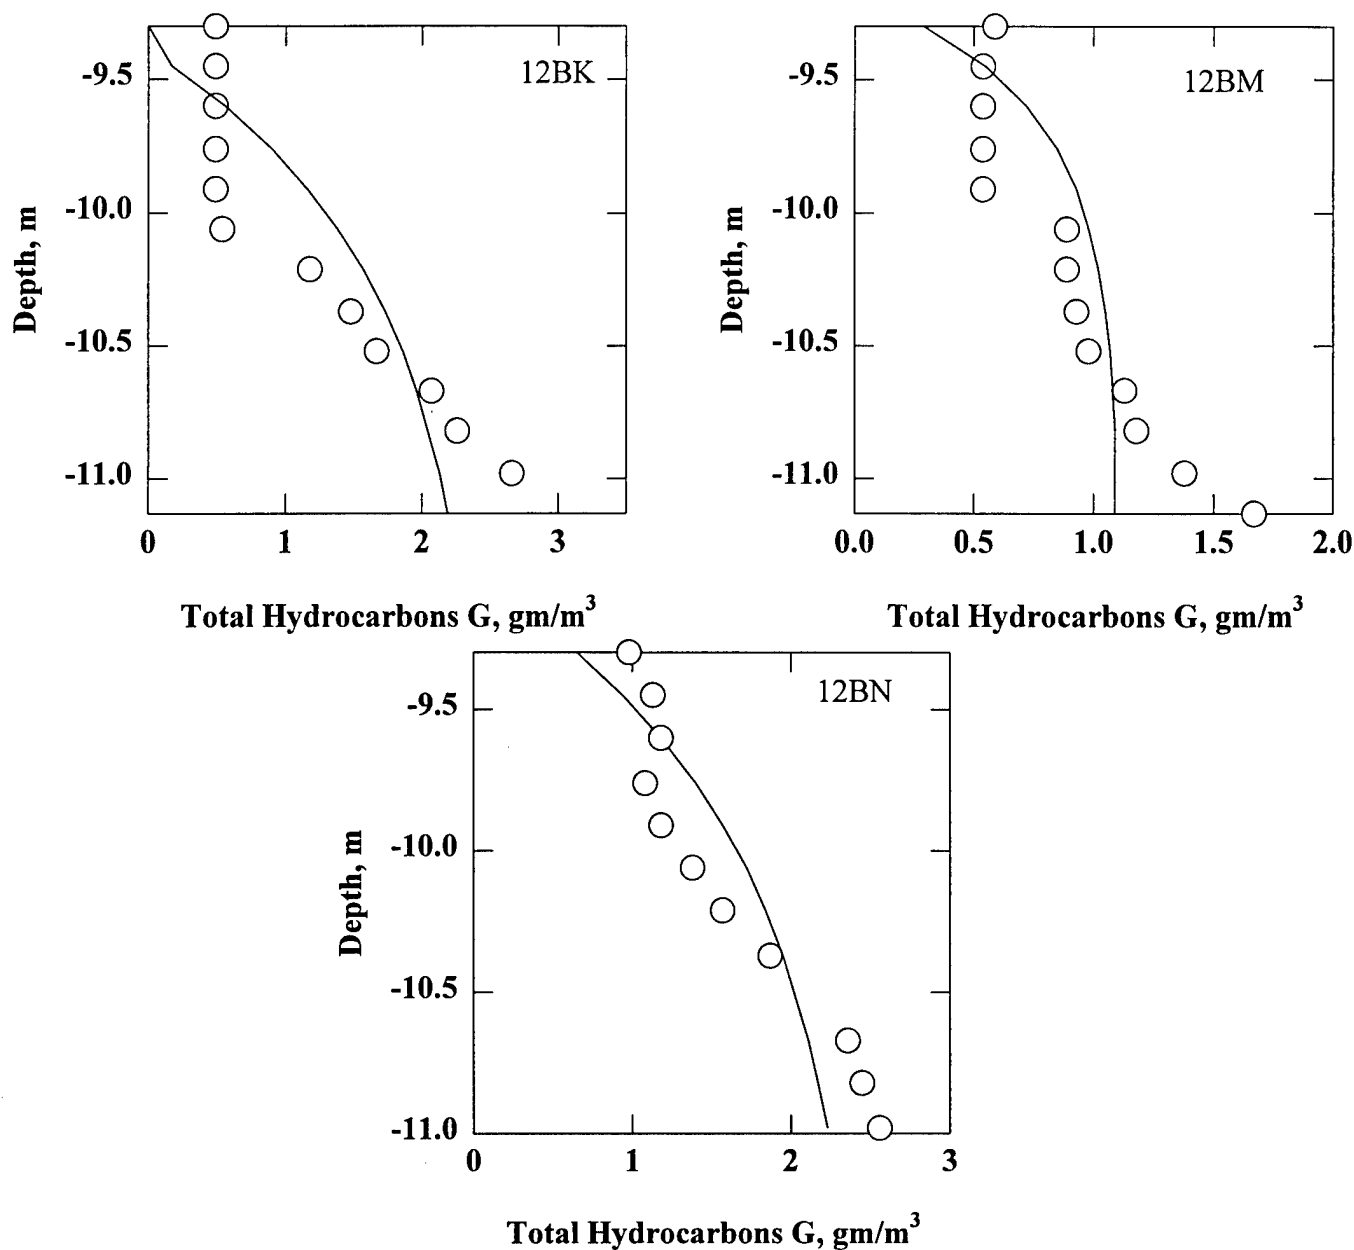 12BK
-9.5
-10.0
-10.5
-11.0
Depth, m
0 1 2 3
Total Hydrocarbons G, gm/m³
12BM
-9.5
-10.0
-10.5
-11.0
Depth, m
0.0 0.5 1.0 1.5 2.0
Total Hydrocarbons G, gm/m³
12BN
-9.5
-10.0
-10.5
-11.0
Depth, m
0 1 2 3
Total Hydrocarbons G, gm/m³